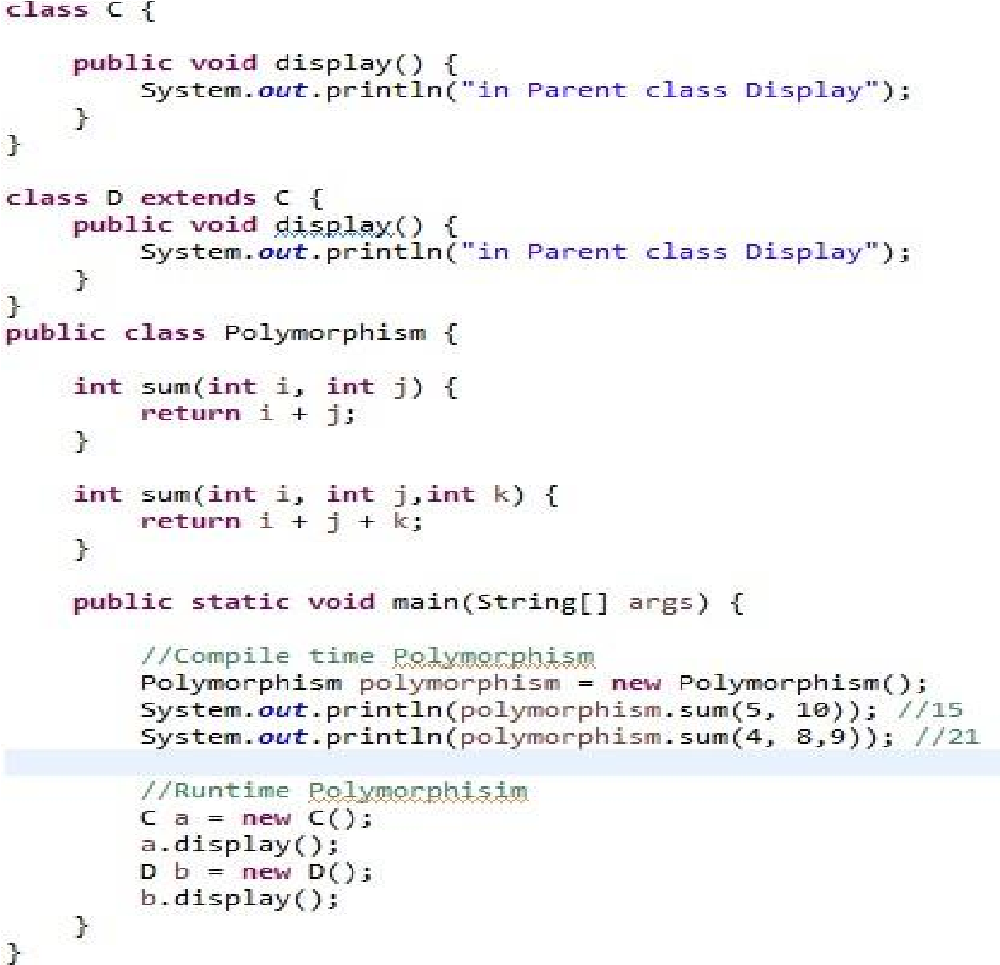 class C {
public void display() {
System.out.println("in Parent class Display");
}
}
class D extends C {
public void display() {
System.out.println("in Parent class Display");
}
}
public class Polymorphism {
int sum(int i, int j) {
return i + j;
}
int sum(int i, int j,int k) {
return i + j + k;
}
public static void main(String[] args) {
//Compile time Polymorphism
Polymorphism polymorphism = new Polymorphism();
System.out.println(polymorphism.sum(5, 10)); //15
System.out.println(polymorphism.sum(4, 8,9)); //21
//Runtime Polymorphisim
C a = new C();
a.display();
D b = new D();
b.display();
}
}